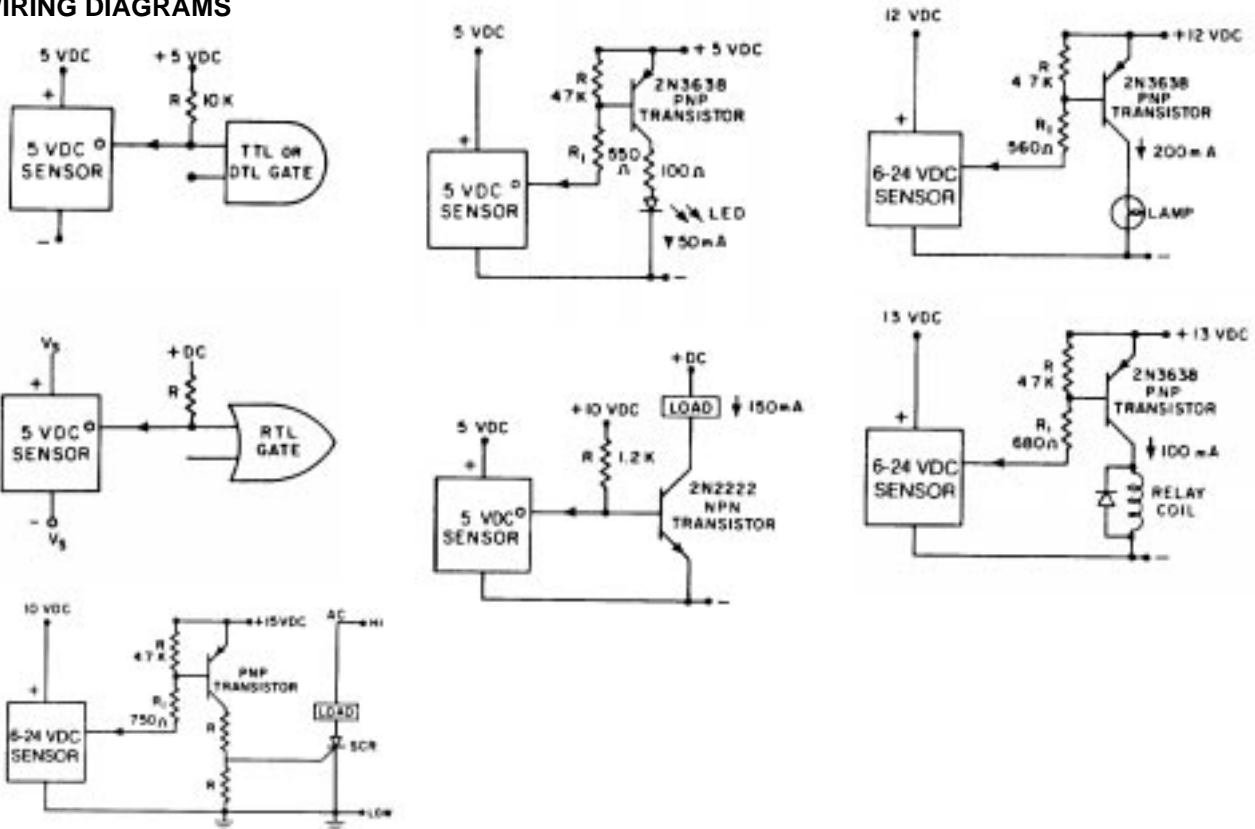 WIRING DIAGRAMS
5 VDC
+ 5 VDC
R 10K
+
5 VDC
SENSOR
TTL OR
DTL GATE
−
5 VDC
+ 5 VDC
R
47K
2N3638
PNP
TRANSISTOR
+
R1
550
Ω
100Ω
5 VDC
SENSOR
LED
50mA
−
12 VDC
+12 VDC
R
47K
2N3638
PNP
TRANSISTOR
+
R1
560Ω
200mA
6-24 VDC
SENSOR
LAMP
−
VS
+DC
+
R
5 VDC
SENSOR
RTL
GATE
−
VS
+DC
LOAD
150mA
+10 VDC
5 VDC
R 1.2K
+
2N2222
NPN
TRANSISTOR
5 VDC
SENSOR
−
13 VDC
+ 13 VDC
R
47K
2N3638
PNP
TRANSISTOR
+
R1
680Ω
100mA
6-24 VDC
SENSOR
RELAY
COIL
−
10 VDC
+15VDC
AC
HI
R
47K
PNP
TRANSISTOR
+
R1
750Ω
LOAD
6-24 VDC
SENSOR
R
SCR
R
LOW